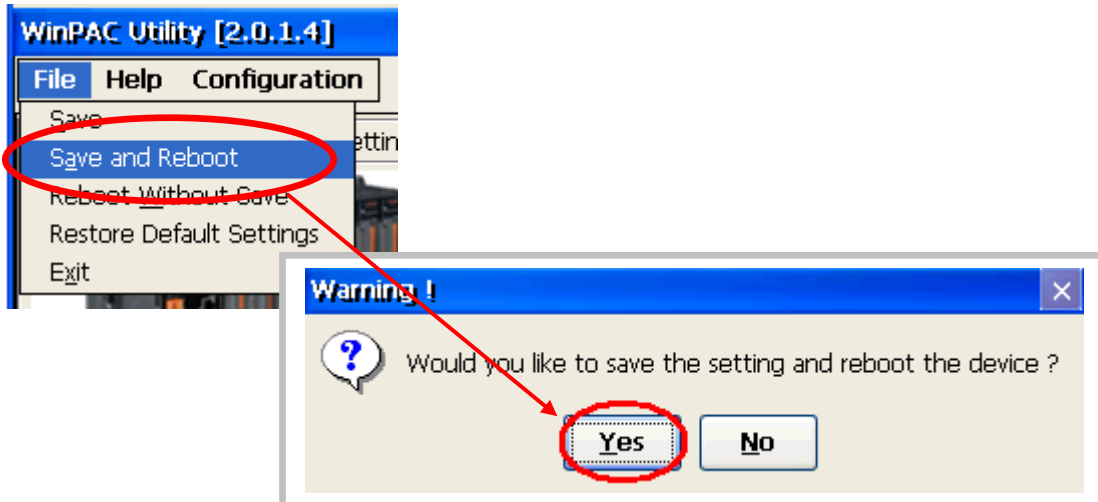 WinPAC Utility [2.0.1.4]
File Help Configuration
Save
Save and Reboot
Reboot Without Save
Restore Default Settings
Exit
Warning !
?
Would you like to save the setting and reboot the device ?
Yes No